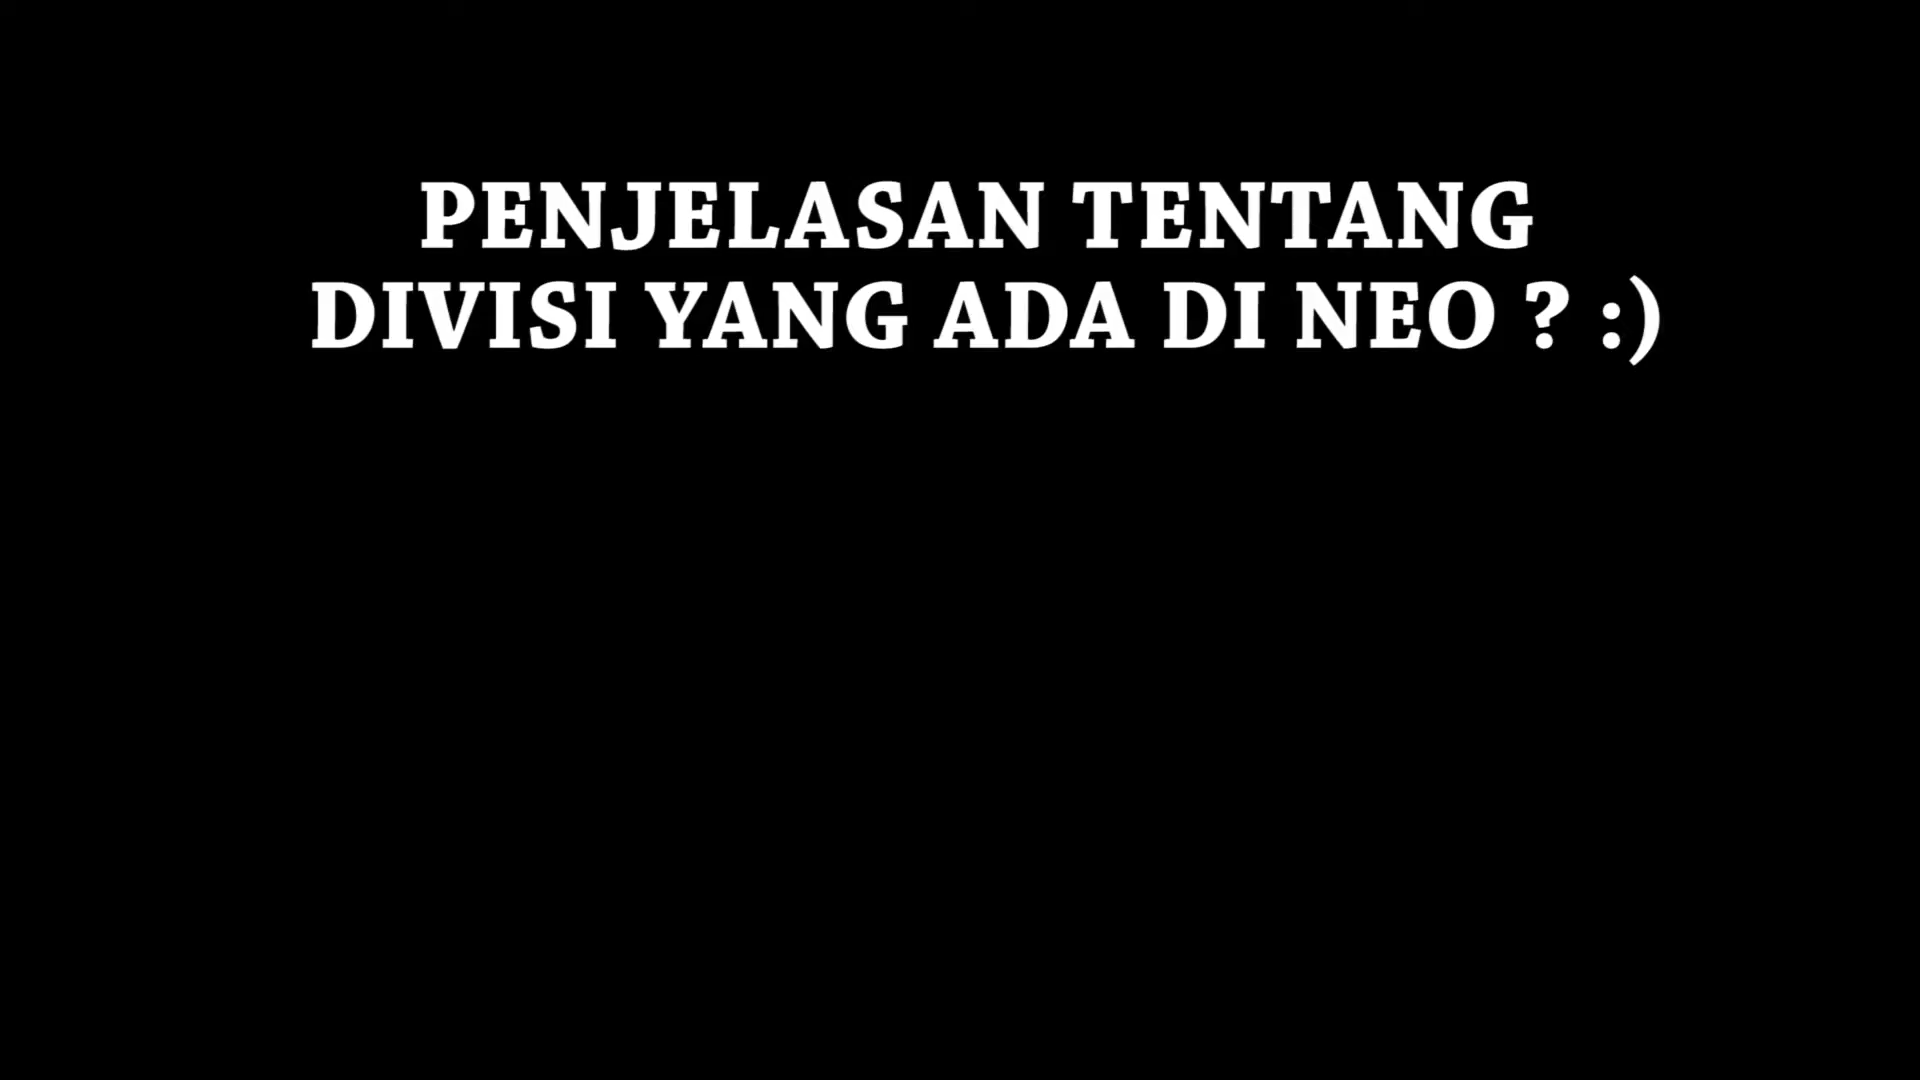 PENJELASAN TENTANG
DIVISI YANG ADA DI NEO ? :)